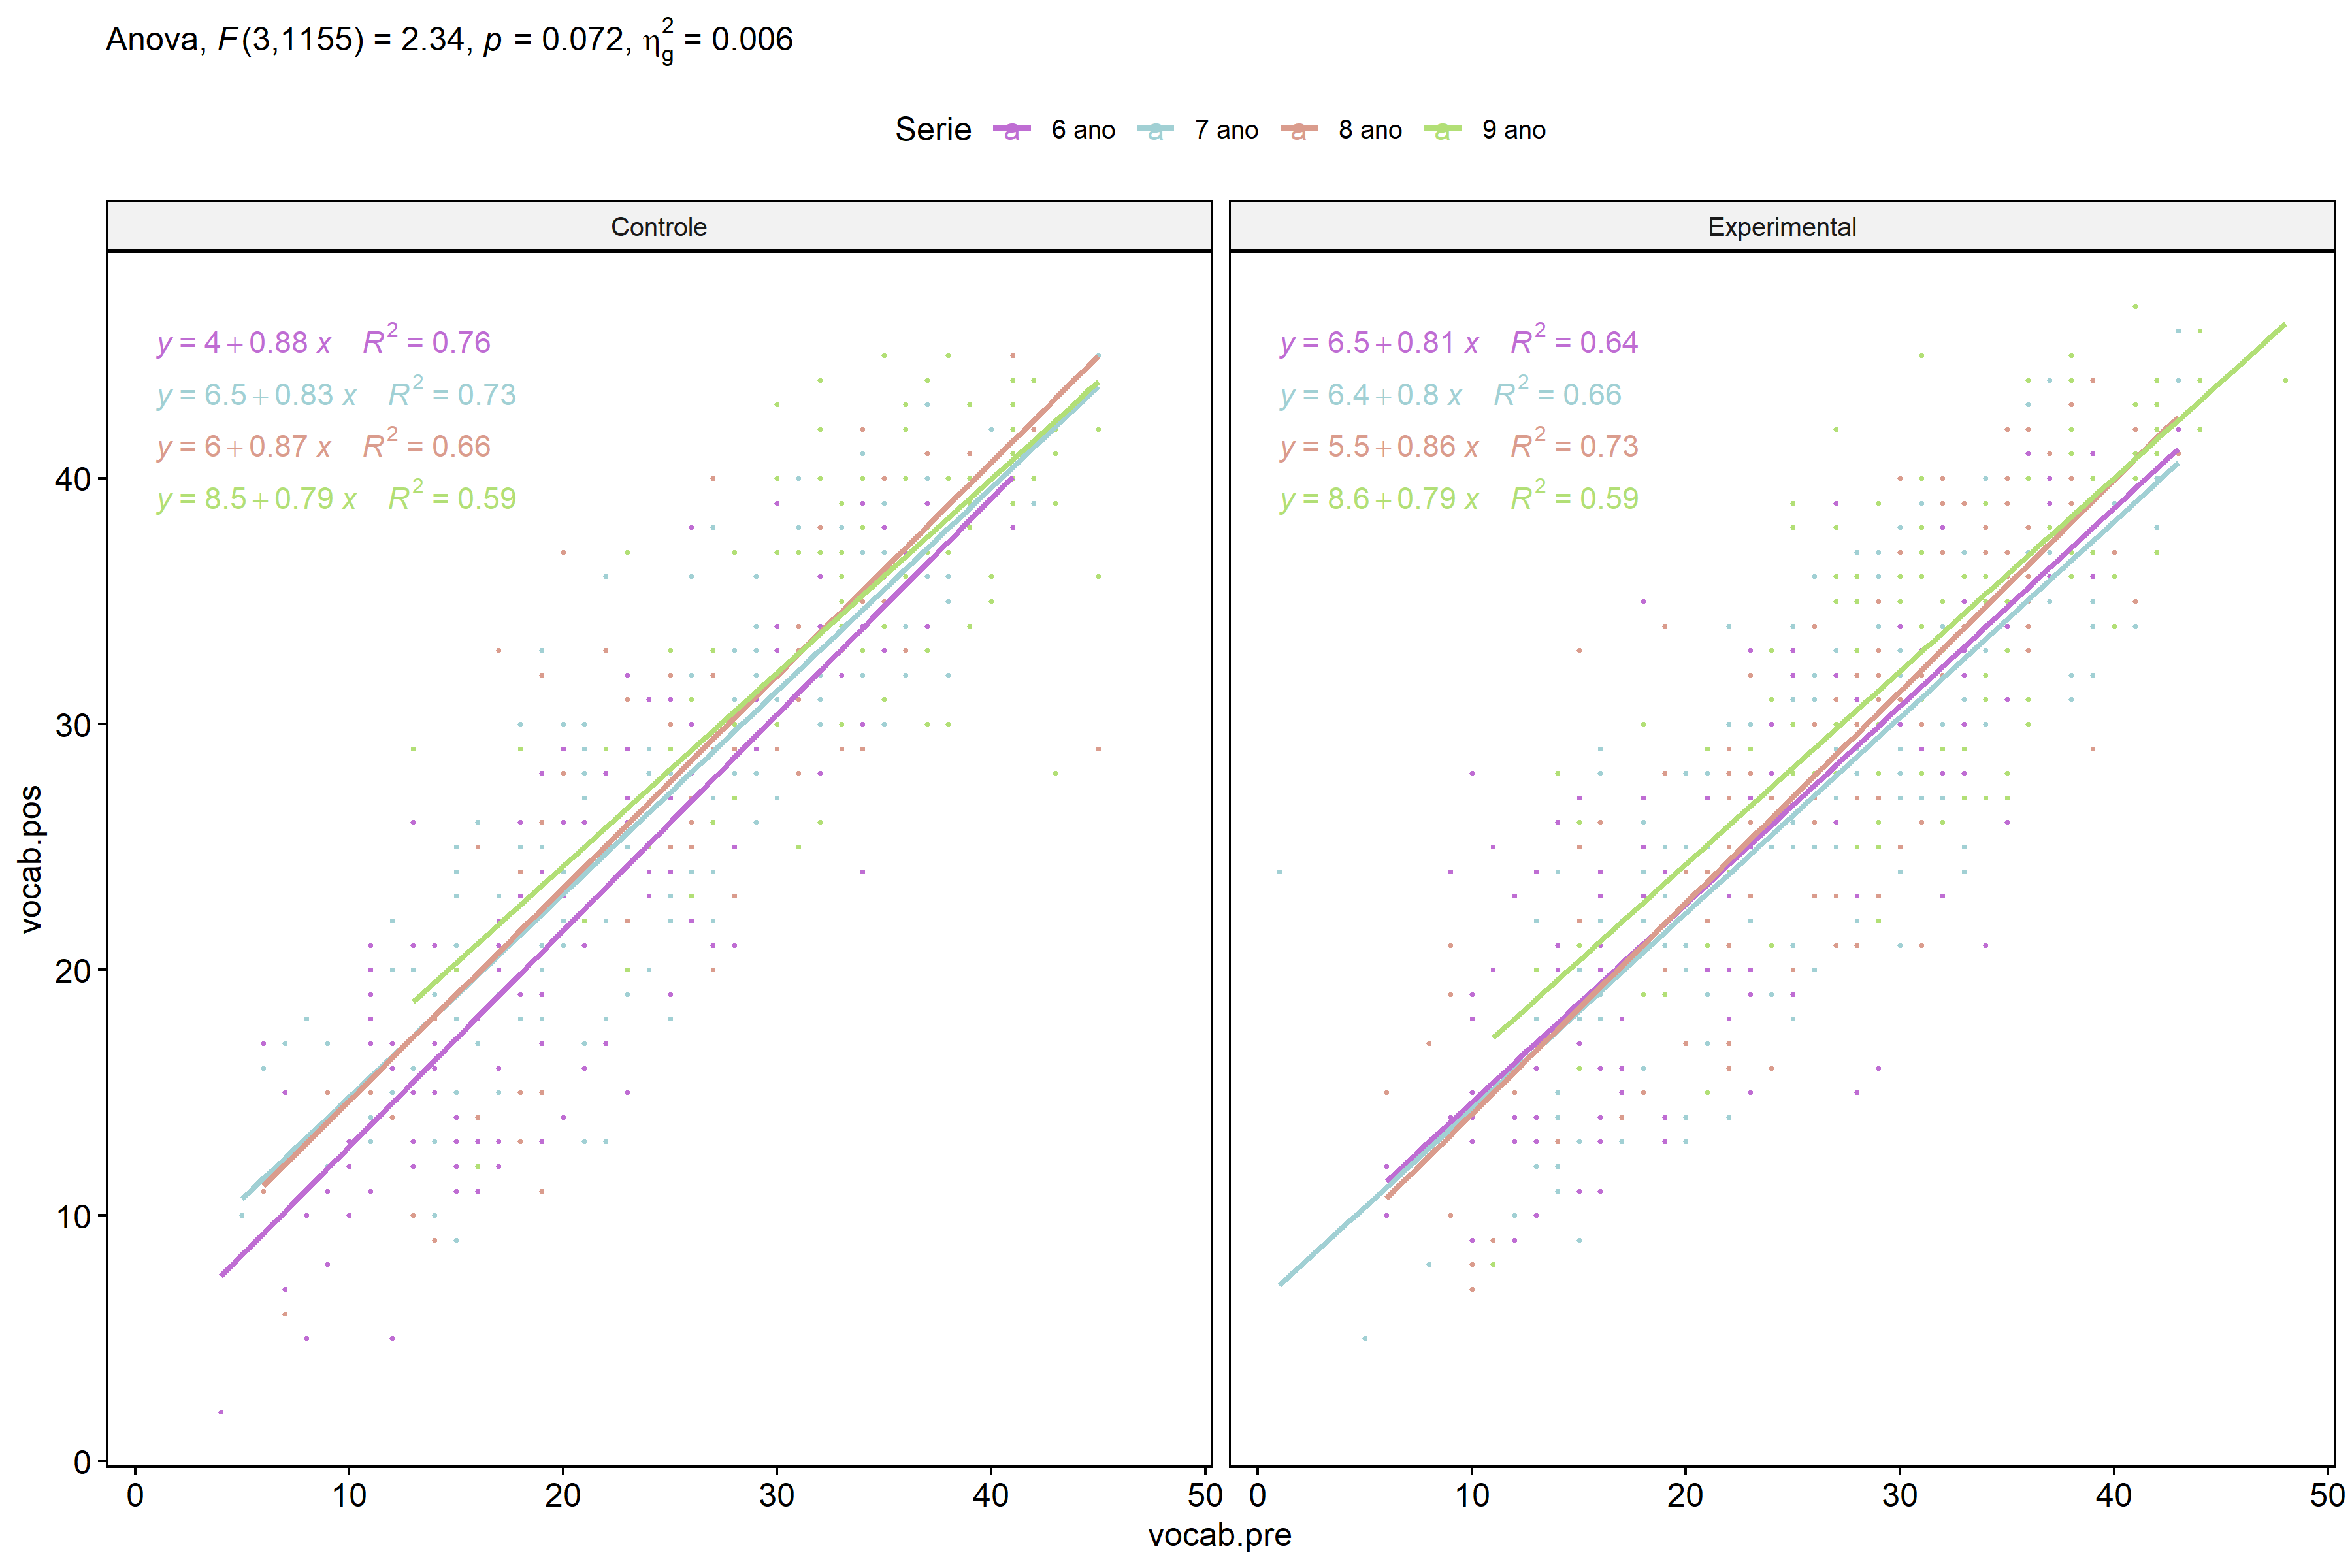 Anova, F(3,1155) = 2.34, p = 0.072, η²g = 0.006
Serie a 6 ano a 7 ano a 8 ano a 9 ano
Controle
Experimental
y = 4 + 0.88 x R² = 0.76
y = 6.5 + 0.83 x R² = 0.73
y = 6 + 0.87 x R² = 0.66
y = 8.5 + 0.79 x R² = 0.59
y = 6.5 + 0.81 x R² = 0.64
y = 6.4 + 0.8 x R² = 0.66
y = 5.5 + 0.86 x R² = 0.73
y = 8.6 + 0.79 x R² = 0.59
vocab.pos
40
30
20
10
0
0 10 20 30 40 50
0 10 20 30 40 50
vocab.pre